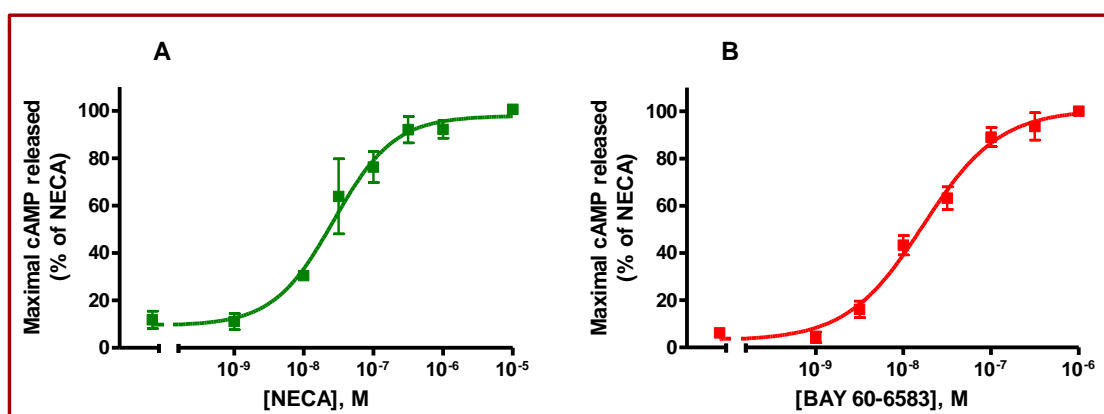 A
Maximal cAMP released
(% of NECA)
100
80
60
40
20
0
10⁻⁹ 10⁻⁸ 10⁻⁷ 10⁻⁶ 10⁻⁵
[NECA], M
B
Maximal cAMP released
(% of NECA)
100
80
60
40
20
0
10⁻⁹ 10⁻⁸ 10⁻⁷ 10⁻⁶
[BAY 60-6583], M